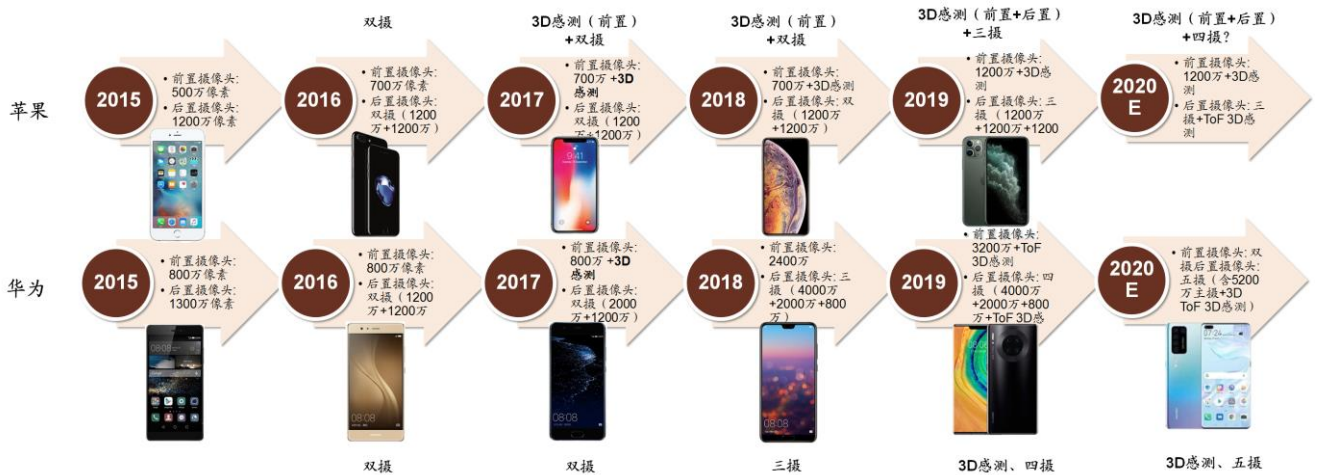 双摄
3D感测（前置）
+双摄
3D感测（前置）
+双摄
3D感测（前置+后置）
+三摄
3D感测（前置+后置）
+四摄?
苹果
2015
• 前置摄像头:
500万像素
• 后置摄像头:
1200万像素
2016
• 前置摄像头:
700万像素
• 后置摄像头:
双摄（1200
万+1200万）
2017
• 前置摄像头:
700万 +3D
感测
• 后置摄像头:
双摄（1200
万+1200万）
2018
• 前置摄像头:
700万+3D感测
• 后置摄像头: 双
摄（1200万
+1200万）
2019
• 前置摄像头:
1200万+3D感
测
• 后置摄像头: 三
摄（1200万
+1200万+1200
2020
E
• 前置摄像头:
1200万+3D感
测
• 后置摄像头: 三
摄+ToF 3D感
测
9:41
华为
2015
• 前置摄像头:
800万像素
• 后置摄像头:
1300万像素
2016
• 前置摄像头:
800万像素
• 后置摄像头:
双摄（1200
万+1200万
2017
• 前置摄像头:
800万 +3D
感测
• 后置摄像头:
双摄(2000
万+1200万）
2018
• 前置摄像头:
2400万
• 后置摄像头: 三
摄（4000万
+2000万+800
万）
2019
• 前置摄像头:
3200万+ToF
3D感测
• 后置摄像头: 四
摄（4000万
+2000万+800
万+ToF 3D感
2020
E
• 前置摄像头: 双
摄后置摄像头:
五摄（含5200
万主摄+3D
ToF 3D感测）
08:08
08:08
08:08
08:08
07:24
双摄
双摄
三摄
3D感测、四摄
3D感测、五摄